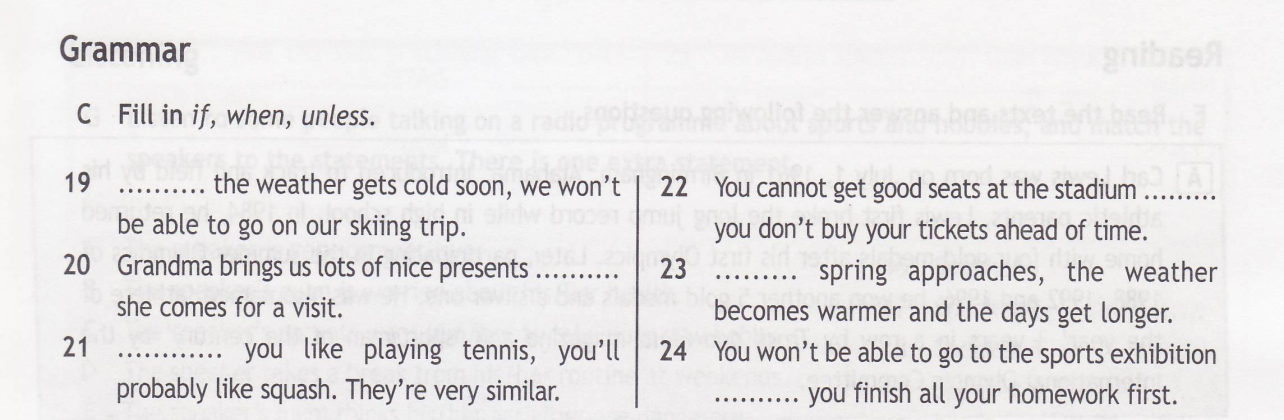 Grammar
C Fill in if, when, unless.
19 .......... the weather gets cold soon, we won't
be able to go on our skiing trip.
20 Grandma brings us lots of nice presents ..........
she comes for a visit.
21 ............ you like playing tennis, you'll
probably like squash. They're very similar.
22 You cannot get good seats at the stadium .........
you don't buy your tickets ahead of time.
23 .......... spring approaches, the weather
becomes warmer and the days get longer.
24 You won't be able to go to the sports exhibition
.......... you finish all your homework first.